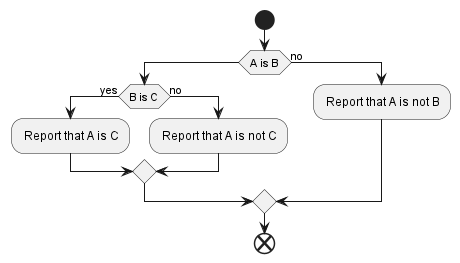 A is B
no
yes
B is C
no
Report that A is C
Report that A is not C
Report that A is not B